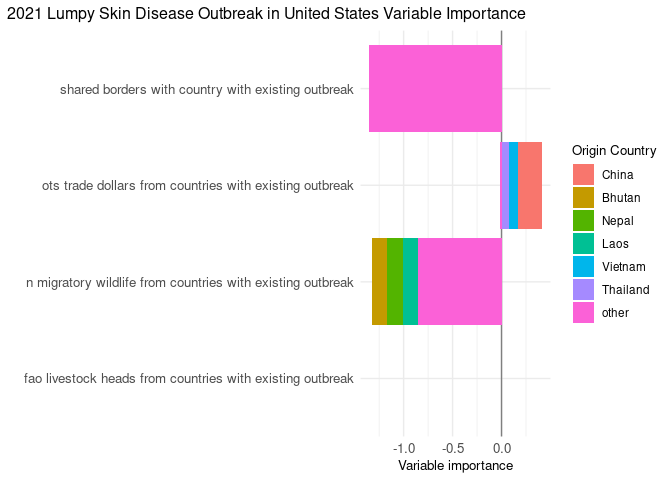 2021 Lumpy Skin Disease Outbreak in United States Variable Importance
shared borders with country with existing outbreak
ots trade dollars from countries with existing outbreak
n migratory wildlife from countries with existing outbreak
fao livestock heads from countries with existing outbreak
-1.0
-0.5
0.0
Variable importance
Origin Country
China
Bhutan
Nepal
Laos
Vietnam
Thailand
other